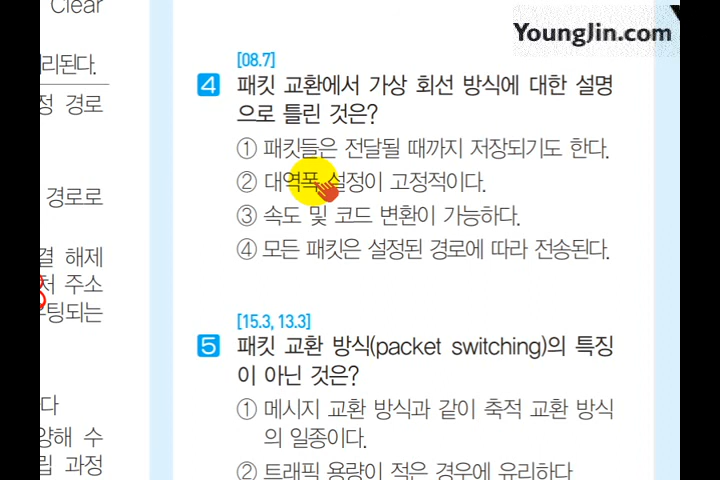 YoungJin.com
Clear
리된다.
정 경로
경로로
결 해제
처 주소
팅되는
다
양해 수
립 과정
[08.7]
4 패킷 교환에서 가상 회선 방식에 대한 설명
으로 틀린 것은?
① 패킷들은 전달될 때까지 저장되기도 한다.
② 대역폭 설정이 고정적이다.
③ 속도 및 코드 변환이 가능하다.
④ 모든 패킷은 설정된 경로에 따라 전송된다.
[15.3, 13.3]
5 패킷 교환 방식(packet switching)의 특징
이 아닌 것은?
① 메시지 교환 방식과 같이 축적 교환 방식
의 일종이다.
② 트래픽 용량이 적은 경우에 유리하다